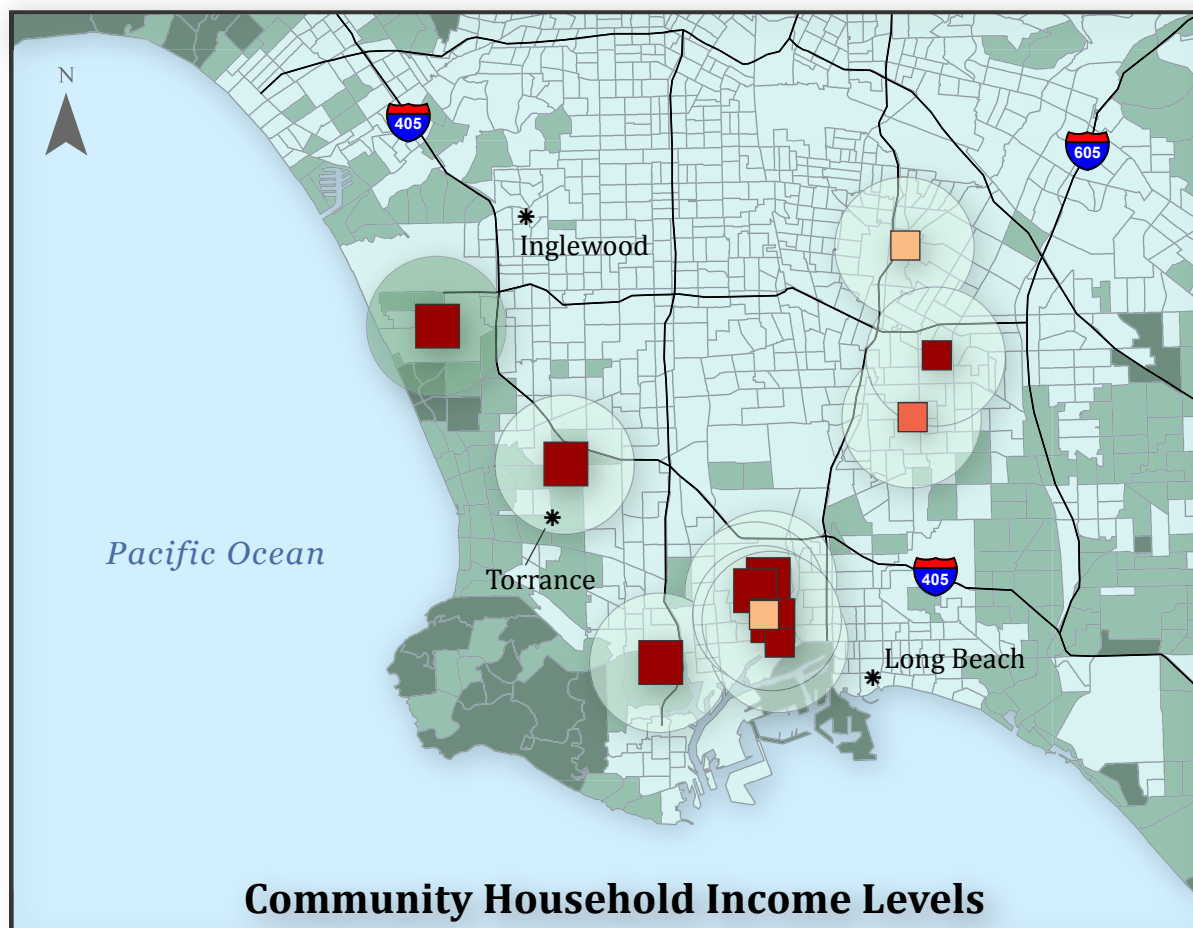 N
405
605
Inglewood
Pacific Ocean
Torrance
405
Long Beach
Community Household Income Levels